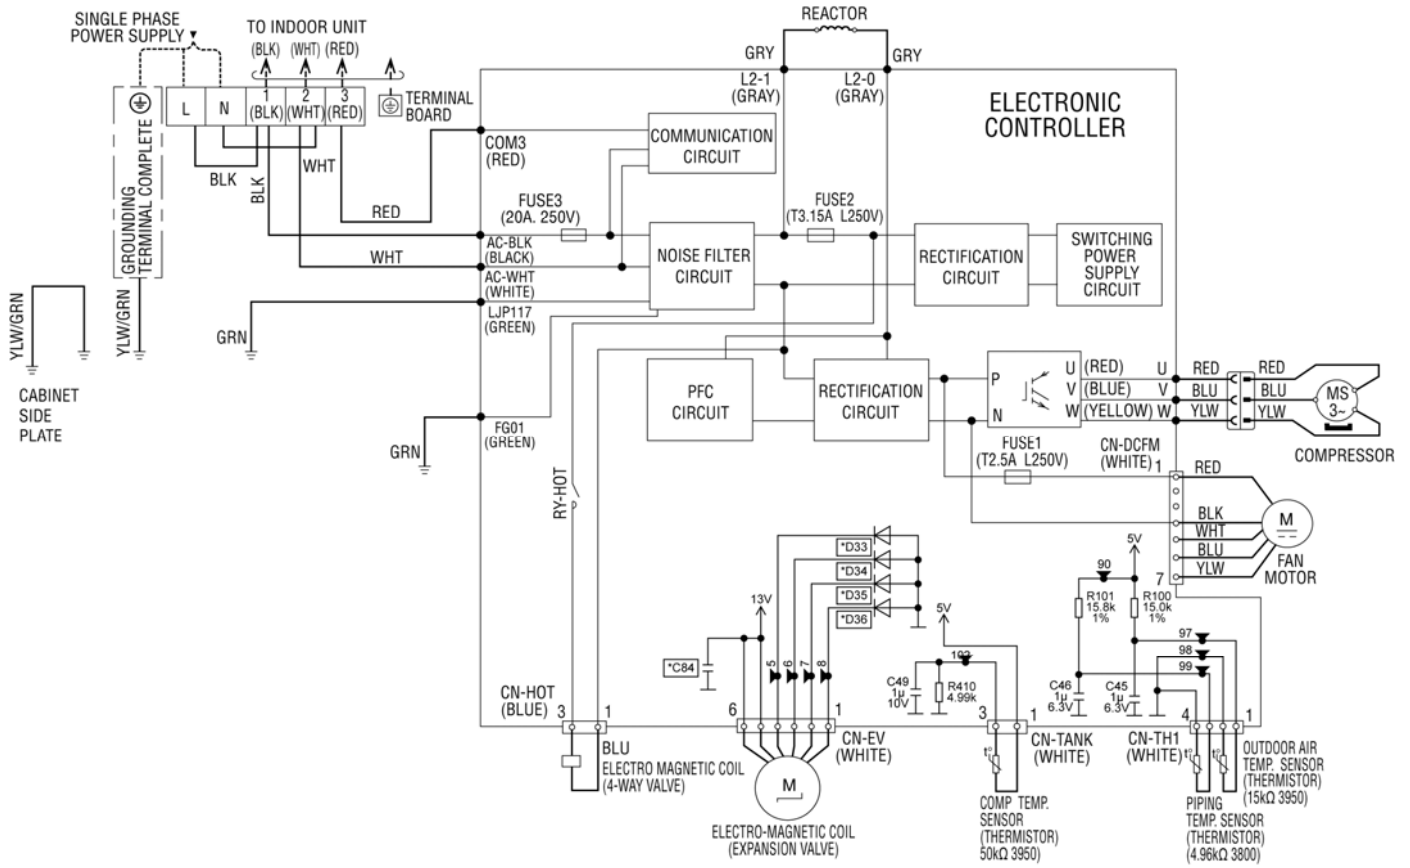 SINGLE PHASE
POWER SUPPLY
TO INDOOR UNIT
(BLK) (WHT) (RED)
L N 1 2 3
(BLK) (WHT) (RED)
TERMINAL
BOARD
GROUNDING
TERMINAL COMPLETE
BLK
BLK
WHT
RED
WHT
YLW/GRN
YLW/GRN
CABINET
SIDE
PLATE
GRN
GRN
REACTOR
GRY
GRY
L2-1
(GRAY)
L2-0
(GRAY)
ELECTRONIC
CONTROLLER
COM3
(RED)
COMMUNICATION
CIRCUIT
FUSE3
(20A. 250V)
FUSE2
(T3.15A L250V)
AC-BLK
(BLACK)
AC-WHT
(WHITE)
LJP117
(GREEN)
NOISE FILTER
CIRCUIT
RECTIFICATION
CIRCUIT
SWITCHING
POWER
SUPPLY
CIRCUIT
FG01
(GREEN)
PFC
CIRCUIT
RECTIFICATION
CIRCUIT
P
N
U (RED) U
V (BLUE) V
W (YELLOW) W
RED
BLU
YLW
RED
BLU
YLW
MS
3~
COMPRESSOR
FUSE1
(T2.5A L250V)
CN-DCFM
(WHITE) 1
7
RED
BLK
WHT
BLU
YLW
M
FAN
MOTOR
RY-HOT
*D33
*D34
*D35
*D36
13V
*C84
5 6 7 8
5V
C49
1µ
10V
R410
4.99k
5V
90
R101
15.8k
1%
R100
15.0k
1%
97
98
99
C46
1µ
6.3V
C45
1µ
6.3V
CN-HOT
(BLUE)
3 1
BLU
ELECTRO MAGNETIC COIL
(4-WAY VALVE)
6 1
CN-EV
(WHITE)
M
ELECTRO-MAGNETIC COIL
(EXPANSION VALVE)
3 1
CN-TANK
(WHITE)
t°
COMP TEMP.
SENSOR
(THERMISTOR)
50kΩ 3950)
CN-TH1
(WHITE)
4 1
t° t°
PIPING
TEMP. SENSOR
(THERMISTOR)
(4.96kΩ 3800)
OUTDOOR AIR
TEMP. SENSOR
(THERMISTOR)
(15kΩ 3950)